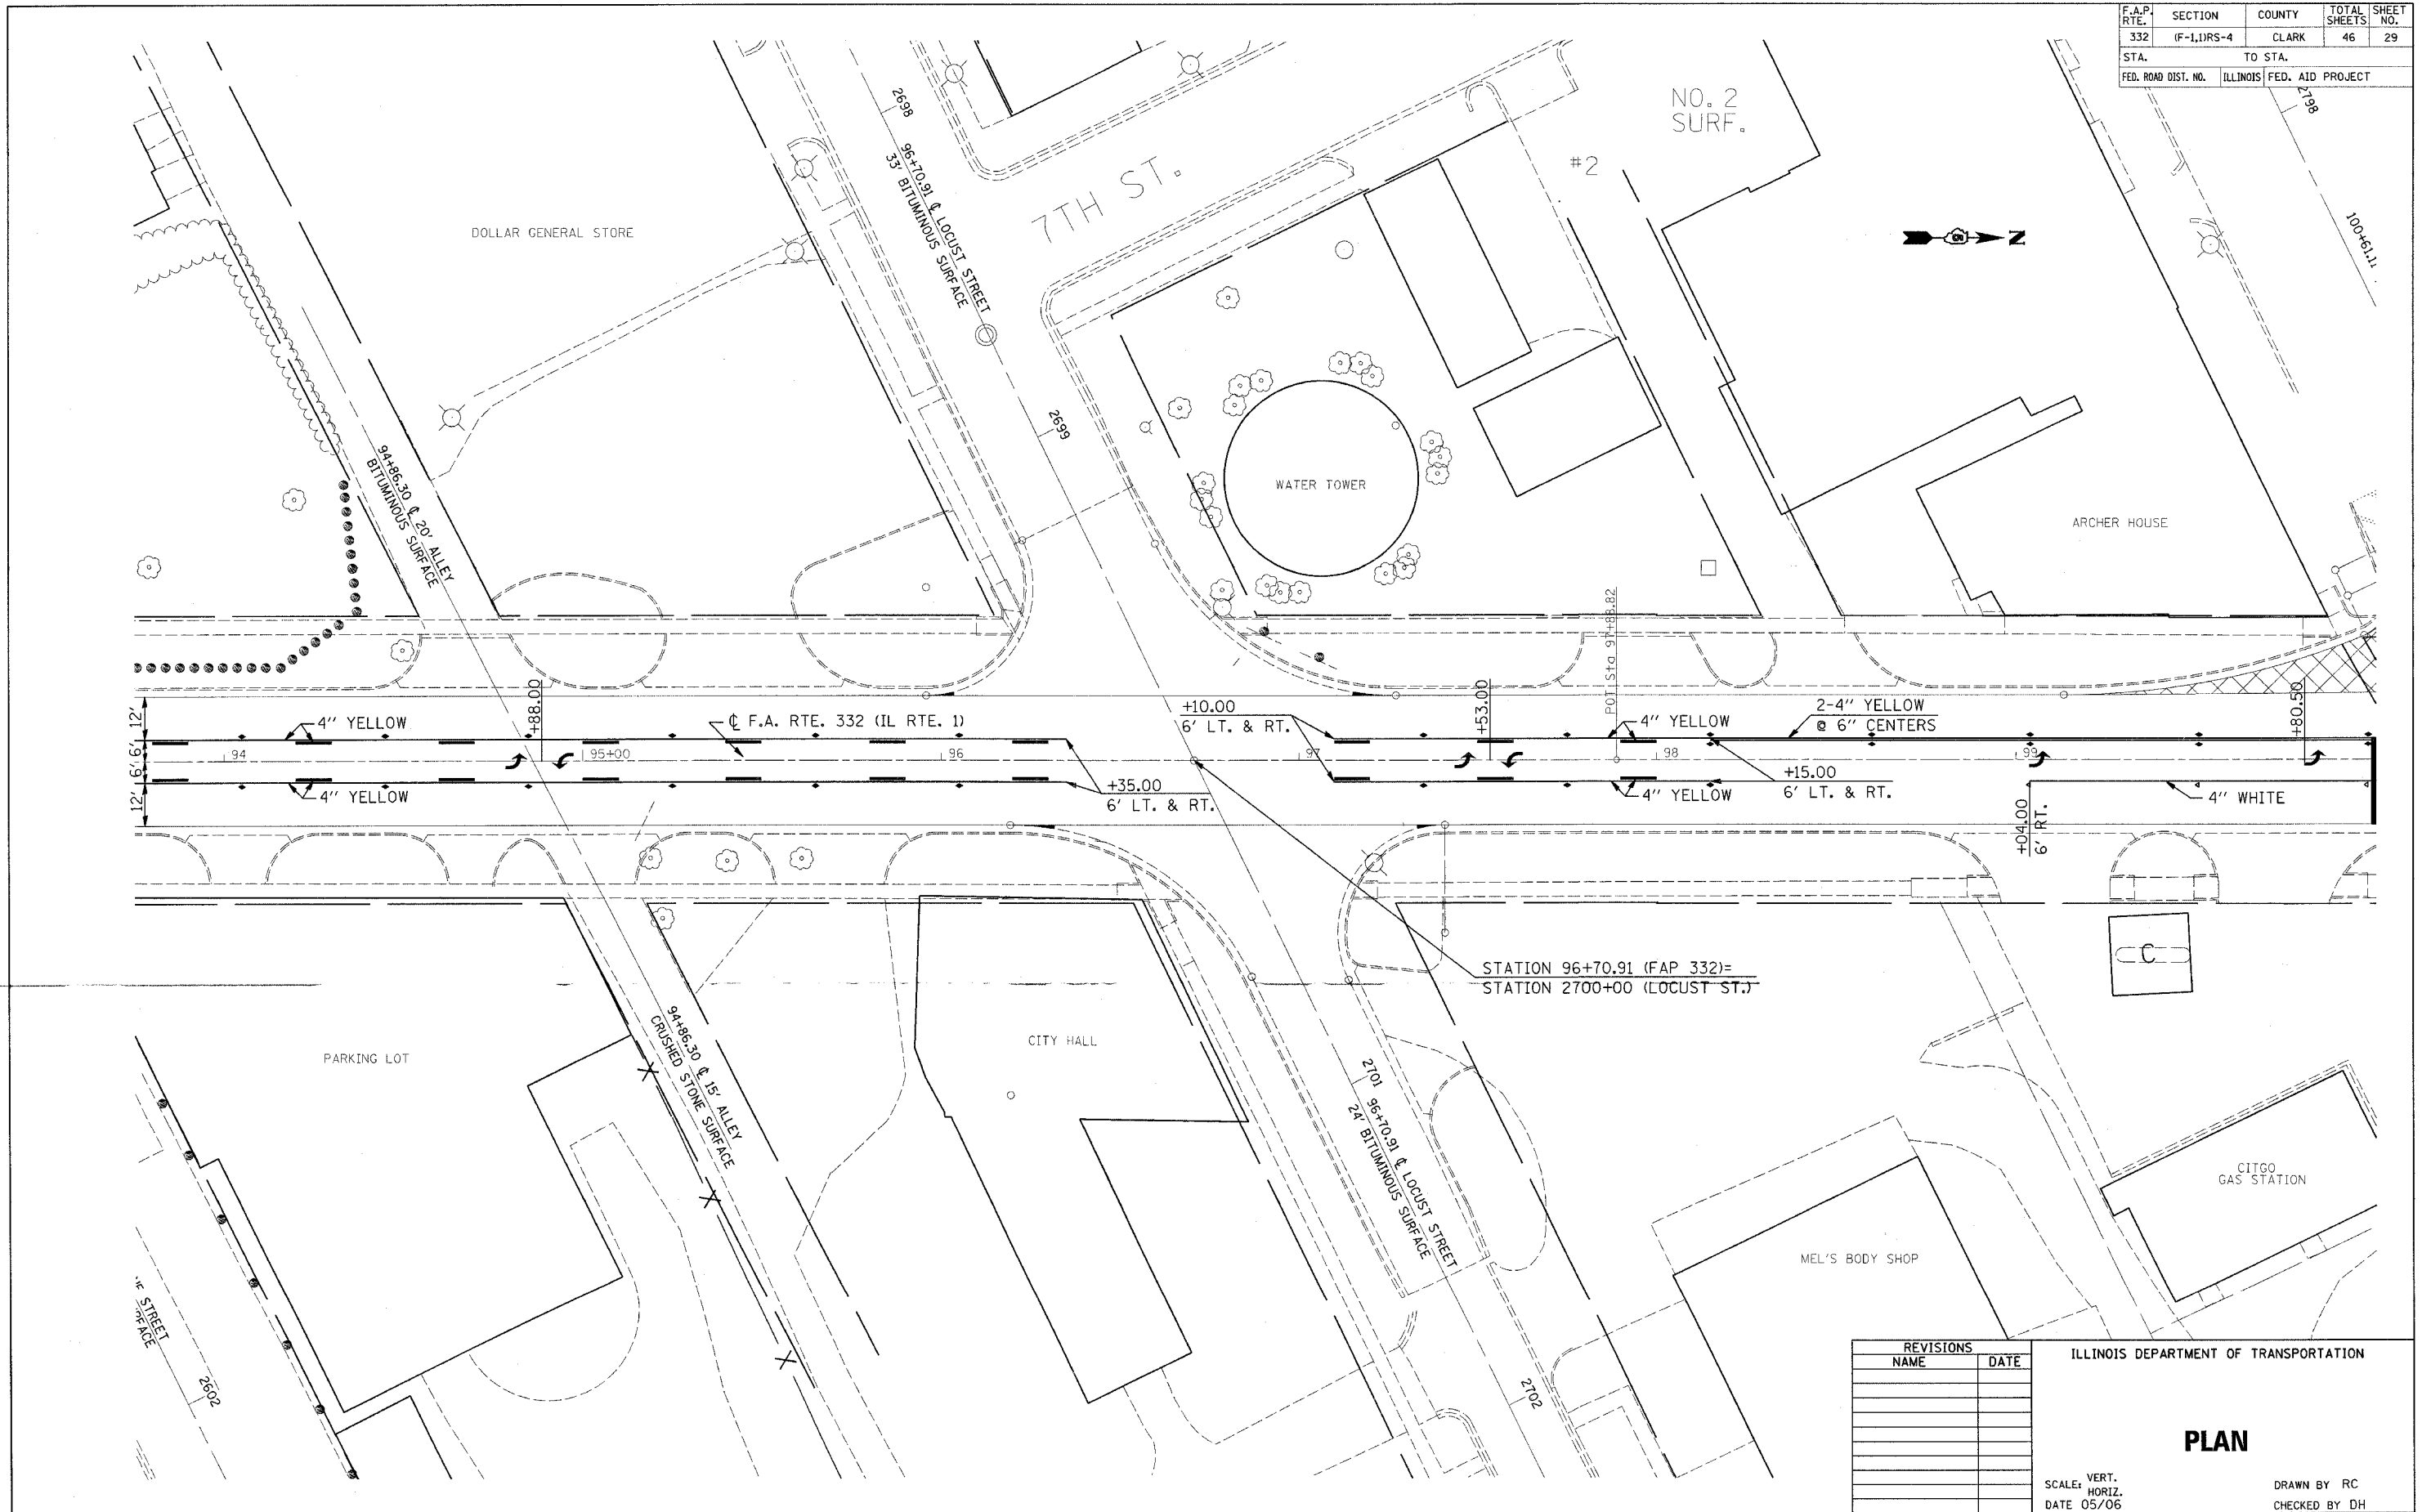 F.A.P. RTE. SECTION COUNTY TOTAL SHEETS SHEET NO.
332 (F-1,1)RS-4 CLARK 46 29
STA. TO STA.
FED. ROAD DIST. NO. ILLINOIS FED. AID PROJECT
2698
96+70.91 ℄ LOCUST STREET
33' BITUMINOUS SURFACE
7TH ST.
NO. 2
SURF.
#2
2798
100+61.11
N
DOLLAR GENERAL STORE
2699
94+86.30 ℄ 20' ALLEY
BITUMINOUS SURFACE
WATER TOWER
ARCHER HOUSE
POT Sta 97+88.82
12'
6'
6'
12'
4" YELLOW
+88.00
℄ F.A. RTE. 332 (IL RTE. 1)
+10.00
6' LT. & RT.
+53.00
4" YELLOW
2-4" YELLOW
@ 6" CENTERS
+80.50
94
95+00
96
97
98
99
4" YELLOW
+35.00
6' LT. & RT.
4" YELLOW
+15.00
6' LT. & RT.
+04.00
6' RT.
4" WHITE
STATION 96+70.91 (FAP 332)=
STATION 2700+00 (LOCUST ST.)
C
PARKING LOT
94+86.30 ℄ 15' ALLEY
CRUSHED STONE SURFACE
CITY HALL
2701
96+70.91 ℄ LOCUST STREET
24' BITUMINOUS SURFACE
MEL'S BODY SHOP
CITGO
GAS STATION
STREET
2602
2702
REVISIONS
NAME DATE
ILLINOIS DEPARTMENT OF TRANSPORTATION
PLAN
SCALE: VERT.
HORIZ.
DATE 05/06
DRAWN BY RC
CHECKED BY DH